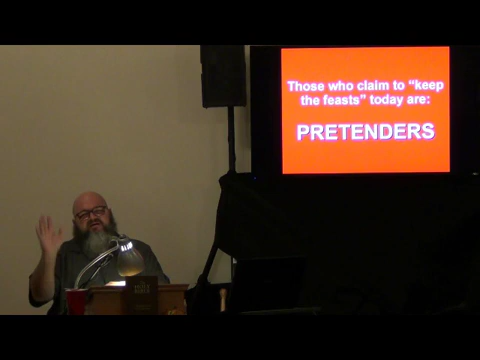 Those who claim to “keep
the feasts” today are:
PRETENDERS